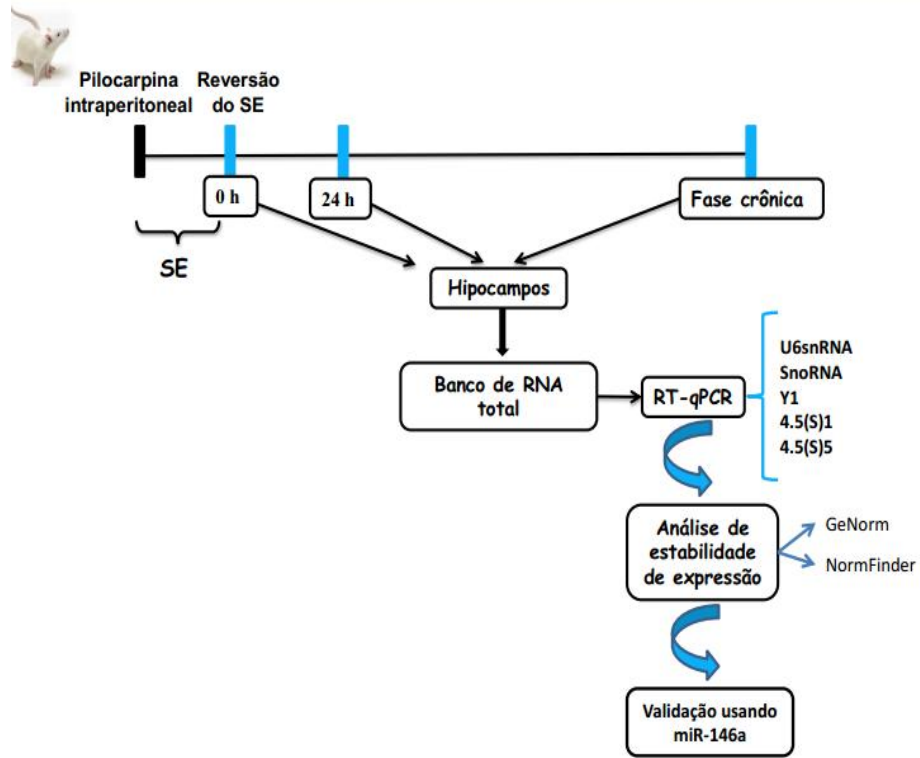 Pilocarpina
intraperitoneal
Reversão
do SE
0 h
24 h
Fase crônica
SE
Hipocampos
Banco de RNA
total
RT-qPCR
U6snRNA
SnoRNA
Y1
4.5(S)1
4.5(S)5
Análise de
estabilidade
de expressão
GeNorm
NormFinder
Validação usando
miR-146a